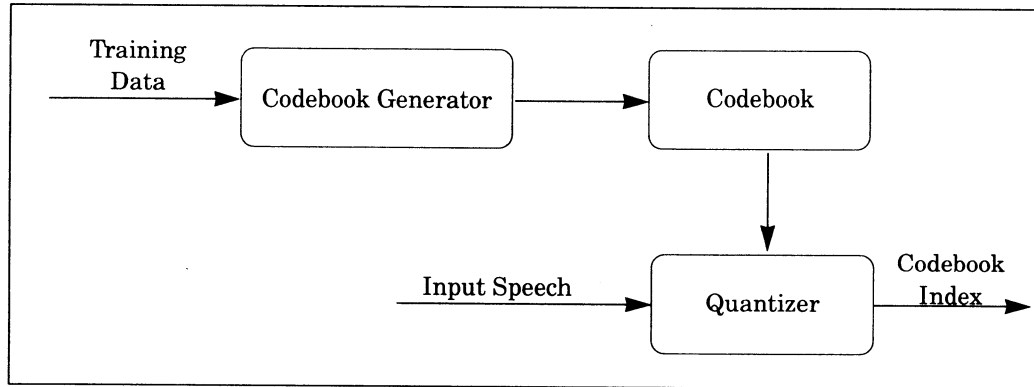 Training
Data
Codebook Generator
Codebook
Input Speech
Quantizer
Codebook
Index